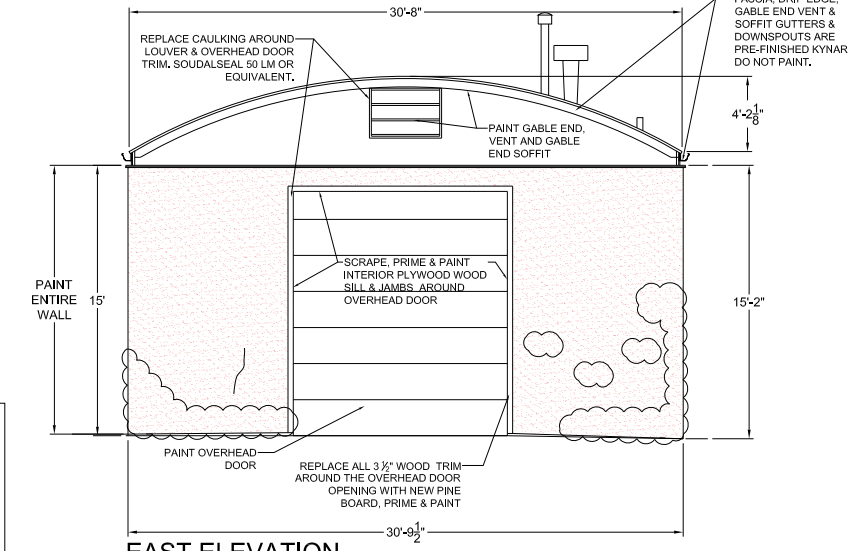 30'-8"
FASCIA, DRIP EDGE,
GABLE END VENT &
SOFFIT GUTTERS &
DOWNSPOUTS ARE
PRE-FINISHED KYNAR
DO NOT PAINT.
REPLACE CAULKING AROUND
LOUVER & OVERHEAD DOOR
TRIM. SOUDALSEAL 50 LM OR
EQUIVALENT.
4'-2 1/8"
PAINT GABLE END,
VENT AND GABLE
END SOFFIT
SCRAPE, PRIME & PAINT
INTERIOR PLYWOOD WOOD
SILL & JAMBS AROUND
OVERHEAD DOOR
PAINT
ENTIRE
WALL
15'
15'-2"
PAINT OVERHEAD
DOOR
REPLACE ALL 3 ½" WOOD TRIM
AROUND THE OVERHEAD DOOR
OPENING WITH NEW PINE
BOARD, PRIME & PAINT
30'-9 1/2"
EAST ELEVATION